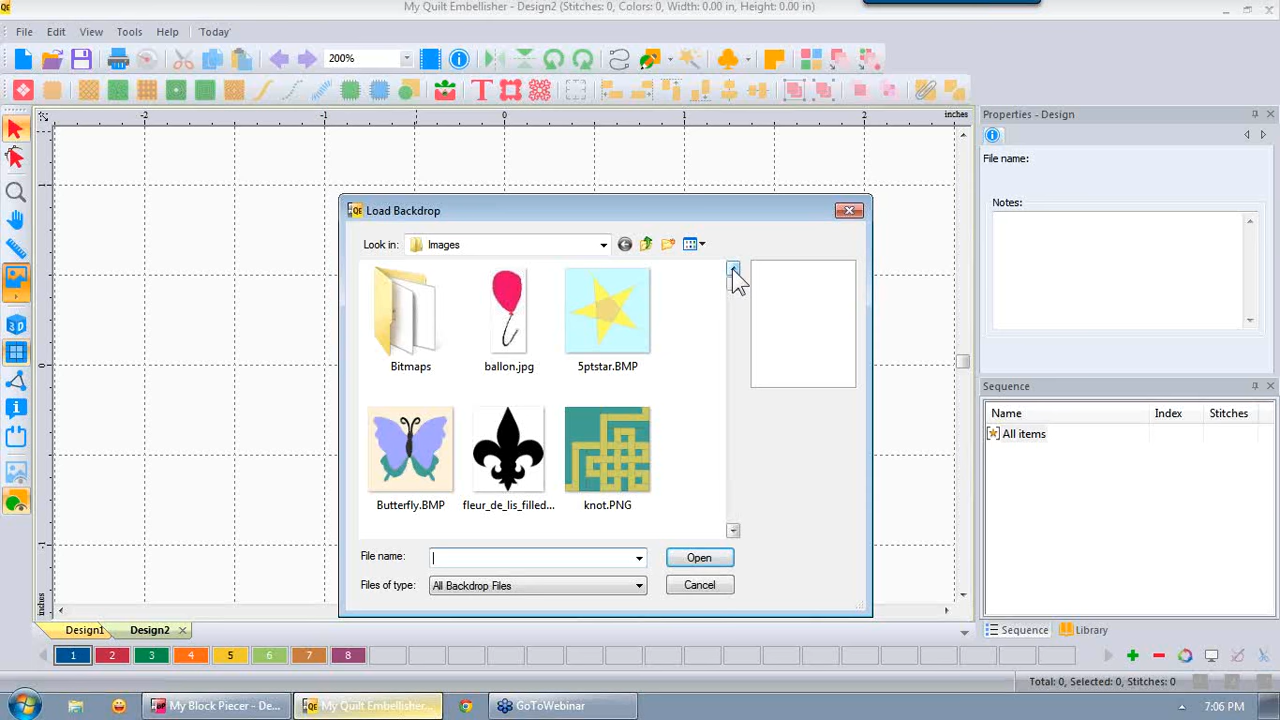 My Quilt Embellisher - Design2 (Stitches: 0, Colors: 0, Width: 0.00 in, Height: 0.00 in)
File Edit View Tools Help Today
200%
-2 -1 0 1 2 inches
Properties - Design
File name:
Notes:
Load Backdrop
Look in: Images
Bitmaps ballon.jpg 5ptstar.BMP
Butterfly.BMP fleur_de_lis_filled... knot.PNG
File name: Open
Files of type: All Backdrop Files Cancel
1
0
-1
inches
Sequence
Name Index Stitches
All items
Design1 Design2
Sequence Library
1 2 3 4 5 6 7 8
Total: 0, Selected: 0, Stitches: 0
My Block Piecer - De... My Quilt Embellisher... GoToWebinar 7:06 PM